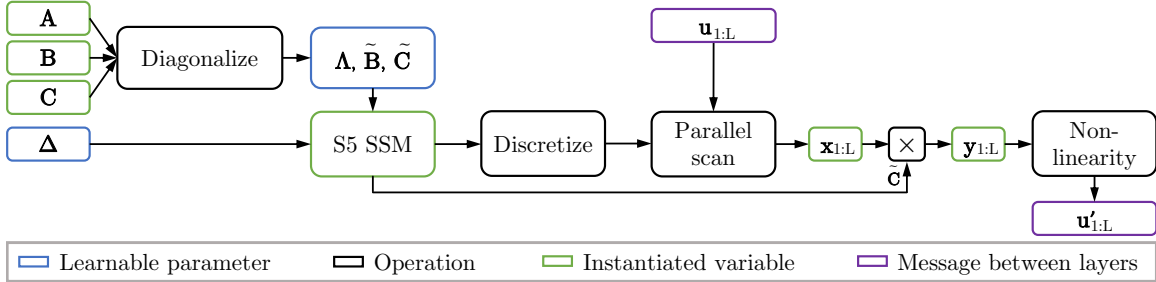 A
B
C
Δ
Diagonalize
Λ, B̃, C̃
S5 SSM
Discretize
u1:L
Parallel
scan
x1:L
×
C̃
y1:L
Non-
linearity
u′1:L
Learnable parameter
Operation
Instantiated variable
Message between layers